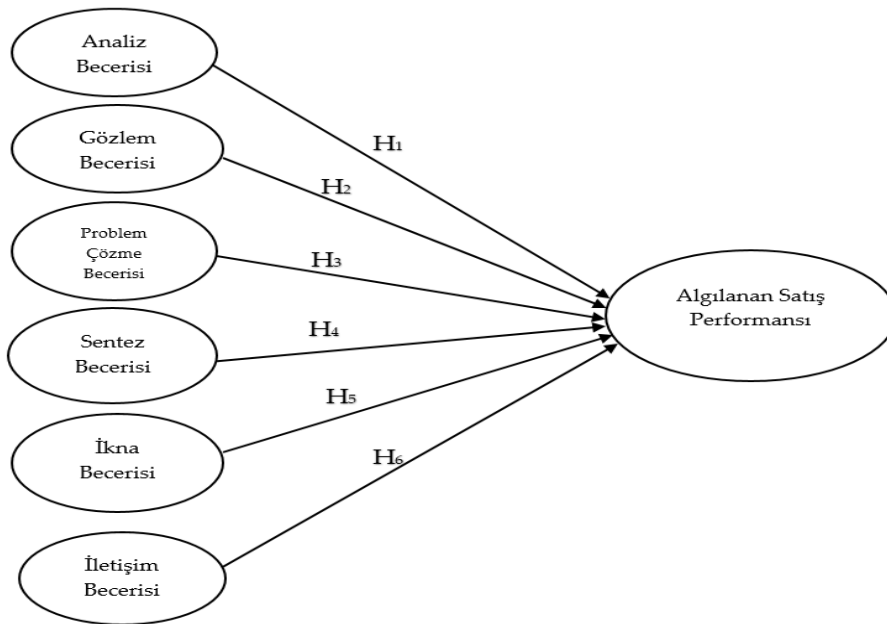 Analiz
Becerisi
H₁
Gözlem
Becerisi
H₂
Problem
Çözme
Becerisi
H₃
Algılanan Satış
Performansı
Sentez
Becerisi
H₄
İkna
Becerisi
H₅
H₆
İletişim
Becerisi